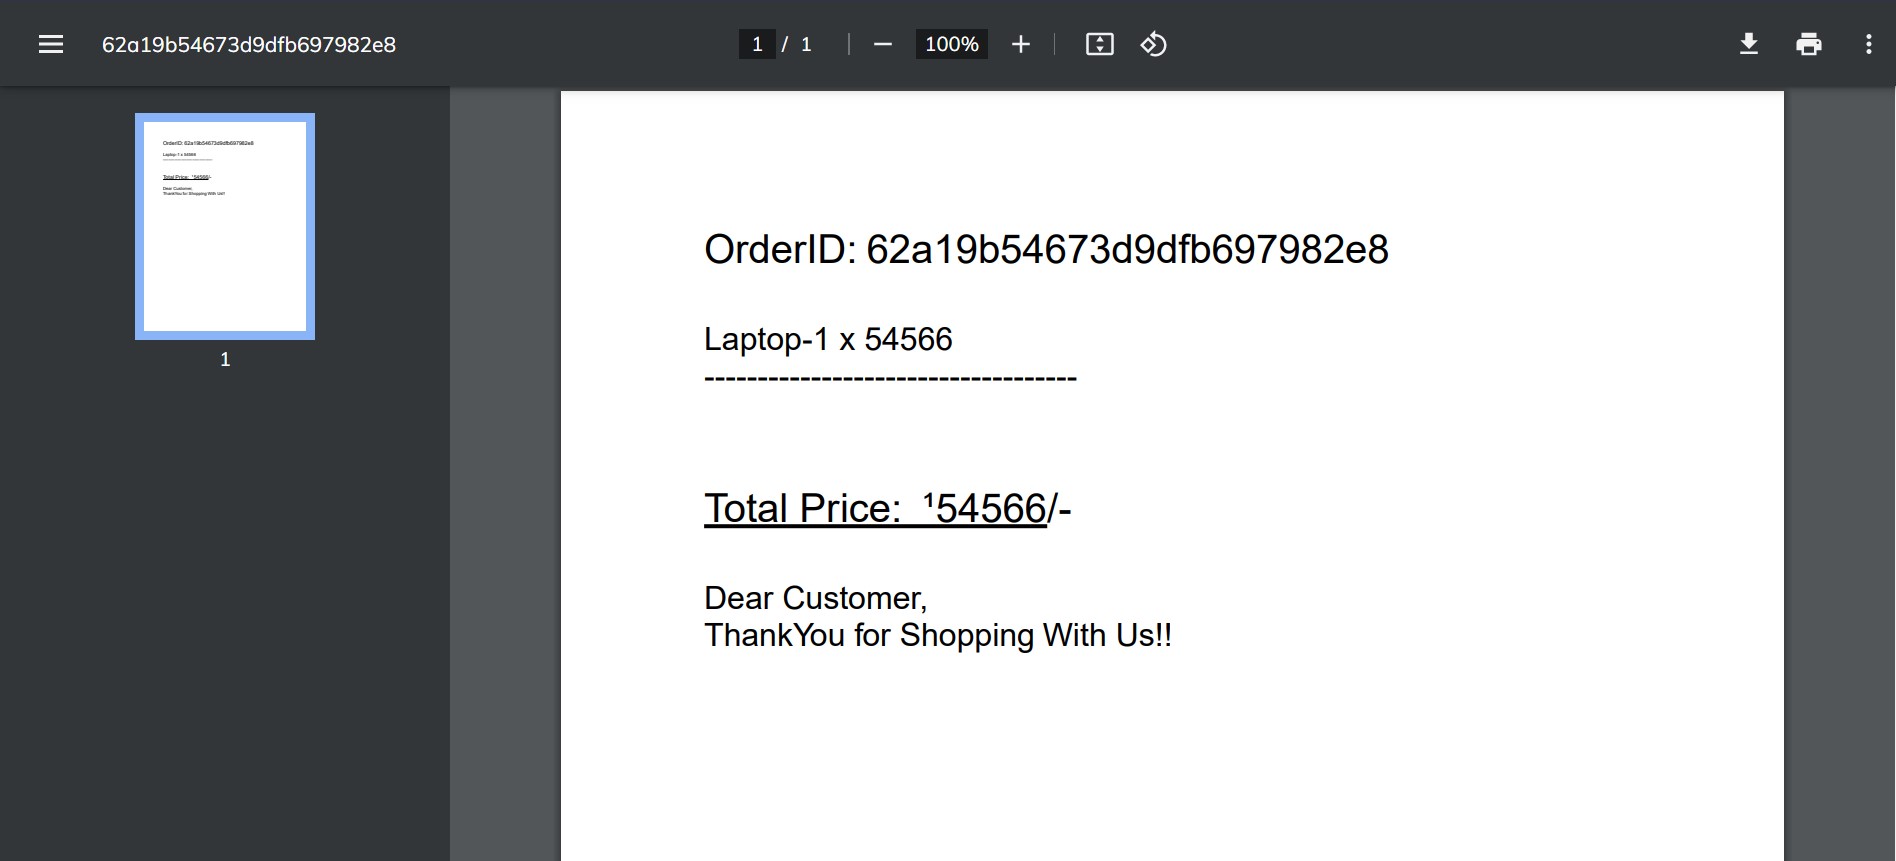 62a19b54673d9dfb697982e8
1 / 1
100%
OrderID: 62a19b54673d9dfb697982e8
Laptop-1 x 54566
-----------------------------------
Total Price:  ¹54566/-
Dear Customer,
ThankYou for Shopping With Us!!
1
OrderID: 62a19b54673d9dfb697982e8
Laptop-1 x 54566
-----------------------------------
Total Price:  ¹54566/-
Dear Customer,
ThankYou for Shopping With Us!!